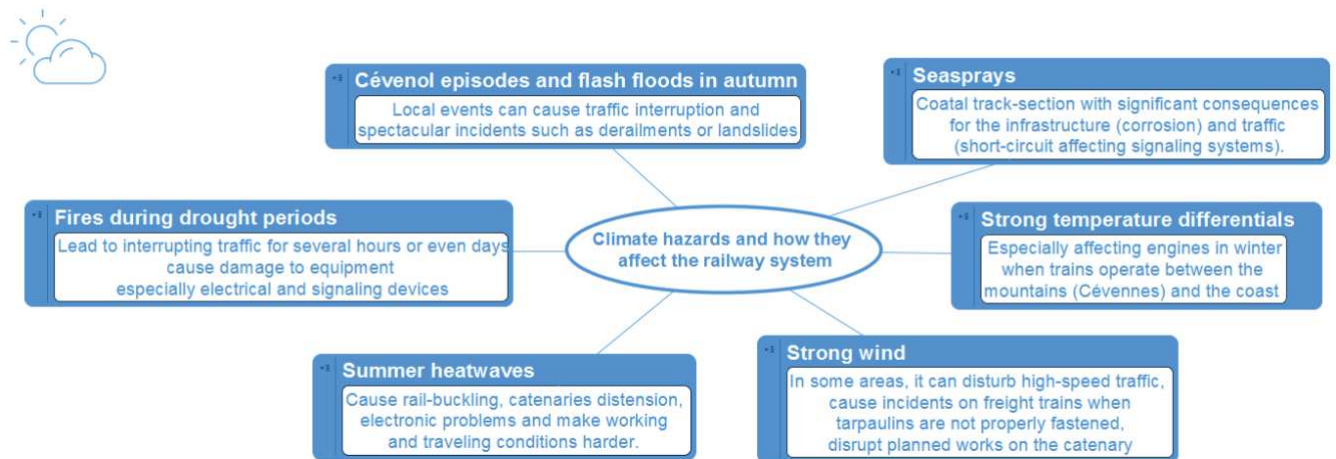 Cévenol episodes and flash floods in autumn
Local events can cause traffic interruption and
spectacular incidents such as derailments or landslides
Seasprays
Coatal track-section with significant consequences
for the infrastructure (corrosion) and traffic
(short-circuit affecting signaling systems).
Fires during drought periods
Lead to interrupting traffic for several hours or even days
cause damage to equipment
especially electrical and signaling devices
Climate hazards and how they
affect the railway system
Strong temperature differentials
Especially affecting engines in winter
when trains operate between the
mountains (Cévennes) and the coast
Summer heatwaves
Cause rail-buckling, catenaries distension,
electronic problems and make working
and traveling conditions harder.
Strong wind
In some areas, it can disturb high-speed traffic,
cause incidents on freight trains when
tarpaulins are not properly fastened,
disrupt planned works on the catenary